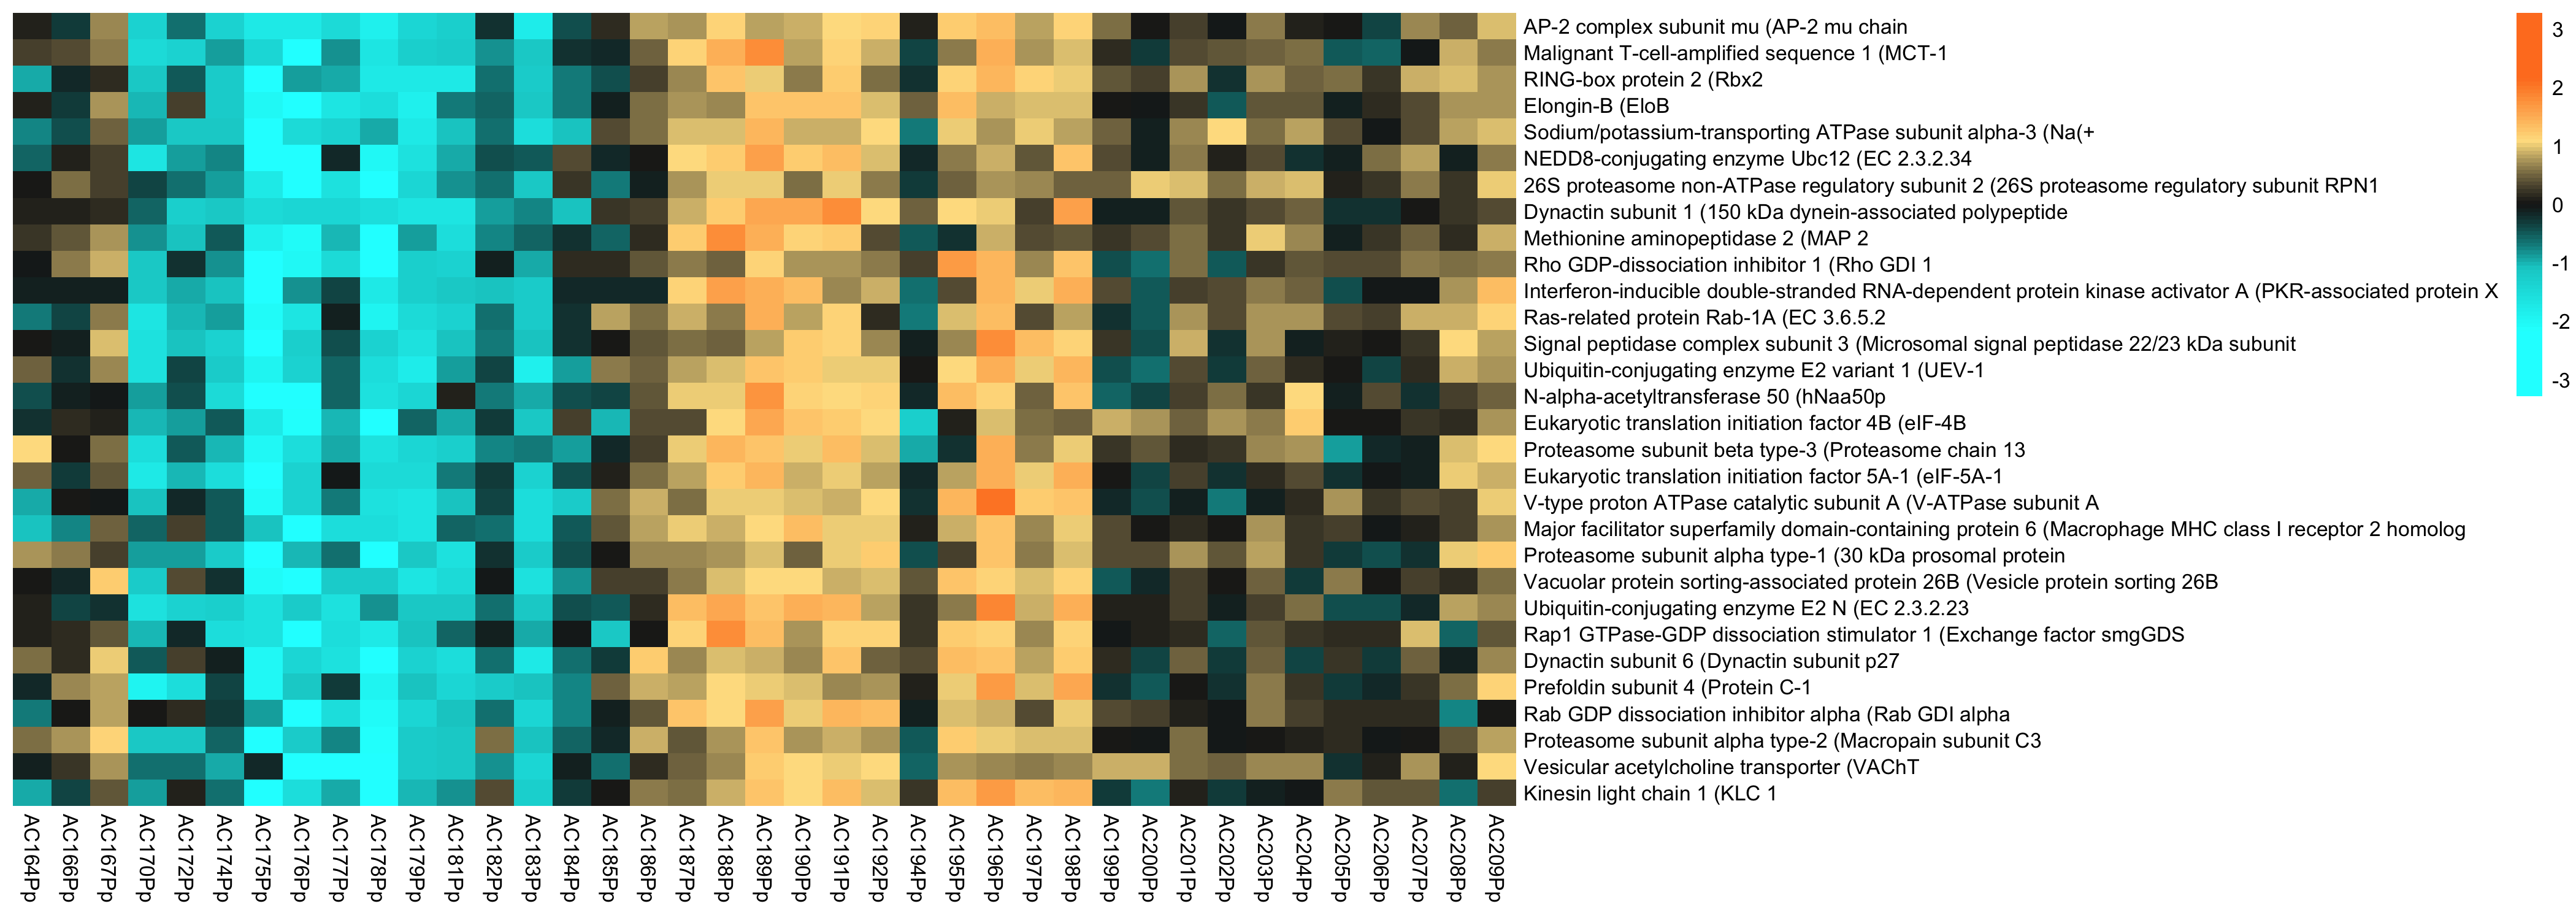 AP-2 complex subunit mu (AP-2 mu chain
Malignant T-cell-amplified sequence 1 (MCT-1
RING-box protein 2 (Rbx2
Elongin-B (EloB
Sodium/potassium-transporting ATPase subunit alpha-3 (Na(+
NEDD8-conjugating enzyme Ubc12 (EC 2.3.2.34
26S proteasome non-ATPase regulatory subunit 2 (26S proteasome regulatory subunit RPN1
Dynactin subunit 1 (150 kDa dynein-associated polypeptide
Methionine aminopeptidase 2 (MAP 2
Rho GDP-dissociation inhibitor 1 (Rho GDI 1
Interferon-inducible double-stranded RNA-dependent protein kinase activator A (PKR-associated protein X
Ras-related protein Rab-1A (EC 3.6.5.2
Signal peptidase complex subunit 3 (Microsomal signal peptidase 22/23 kDa subunit
Ubiquitin-conjugating enzyme E2 variant 1 (UEV-1
N-alpha-acetyltransferase 50 (hNaa50p
Eukaryotic translation initiation factor 4B (eIF-4B
Proteasome subunit beta type-3 (Proteasome chain 13
Eukaryotic translation initiation factor 5A-1 (eIF-5A-1
V-type proton ATPase catalytic subunit A (V-ATPase subunit A
Major facilitator superfamily domain-containing protein 6 (Macrophage MHC class I receptor 2 homolog
Proteasome subunit alpha type-1 (30 kDa prosomal protein
Vacuolar protein sorting-associated protein 26B (Vesicle protein sorting 26B
Ubiquitin-conjugating enzyme E2 N (EC 2.3.2.23
Rap1 GTPase-GDP dissociation stimulator 1 (Exchange factor smgGDS
Dynactin subunit 6 (Dynactin subunit p27
Prefoldin subunit 4 (Protein C-1
Rab GDP dissociation inhibitor alpha (Rab GDI alpha
Proteasome subunit alpha type-2 (Macropain subunit C3
Vesicular acetylcholine transporter (VAChT
Kinesin light chain 1 (KLC 1
3
2
1
0
-1
-2
-3
AC164Pp
AC166Pp
AC167Pp
AC170Pp
AC172Pp
AC174Pp
AC175Pp
AC176Pp
AC177Pp
AC178Pp
AC179Pp
AC181Pp
AC182Pp
AC183Pp
AC184Pp
AC185Pp
AC186Pp
AC187Pp
AC188Pp
AC189Pp
AC190Pp
AC191Pp
AC192Pp
AC194Pp
AC195Pp
AC196Pp
AC197Pp
AC198Pp
AC199Pp
AC200Pp
AC201Pp
AC202Pp
AC203Pp
AC204Pp
AC205Pp
AC206Pp
AC207Pp
AC208Pp
AC209Pp